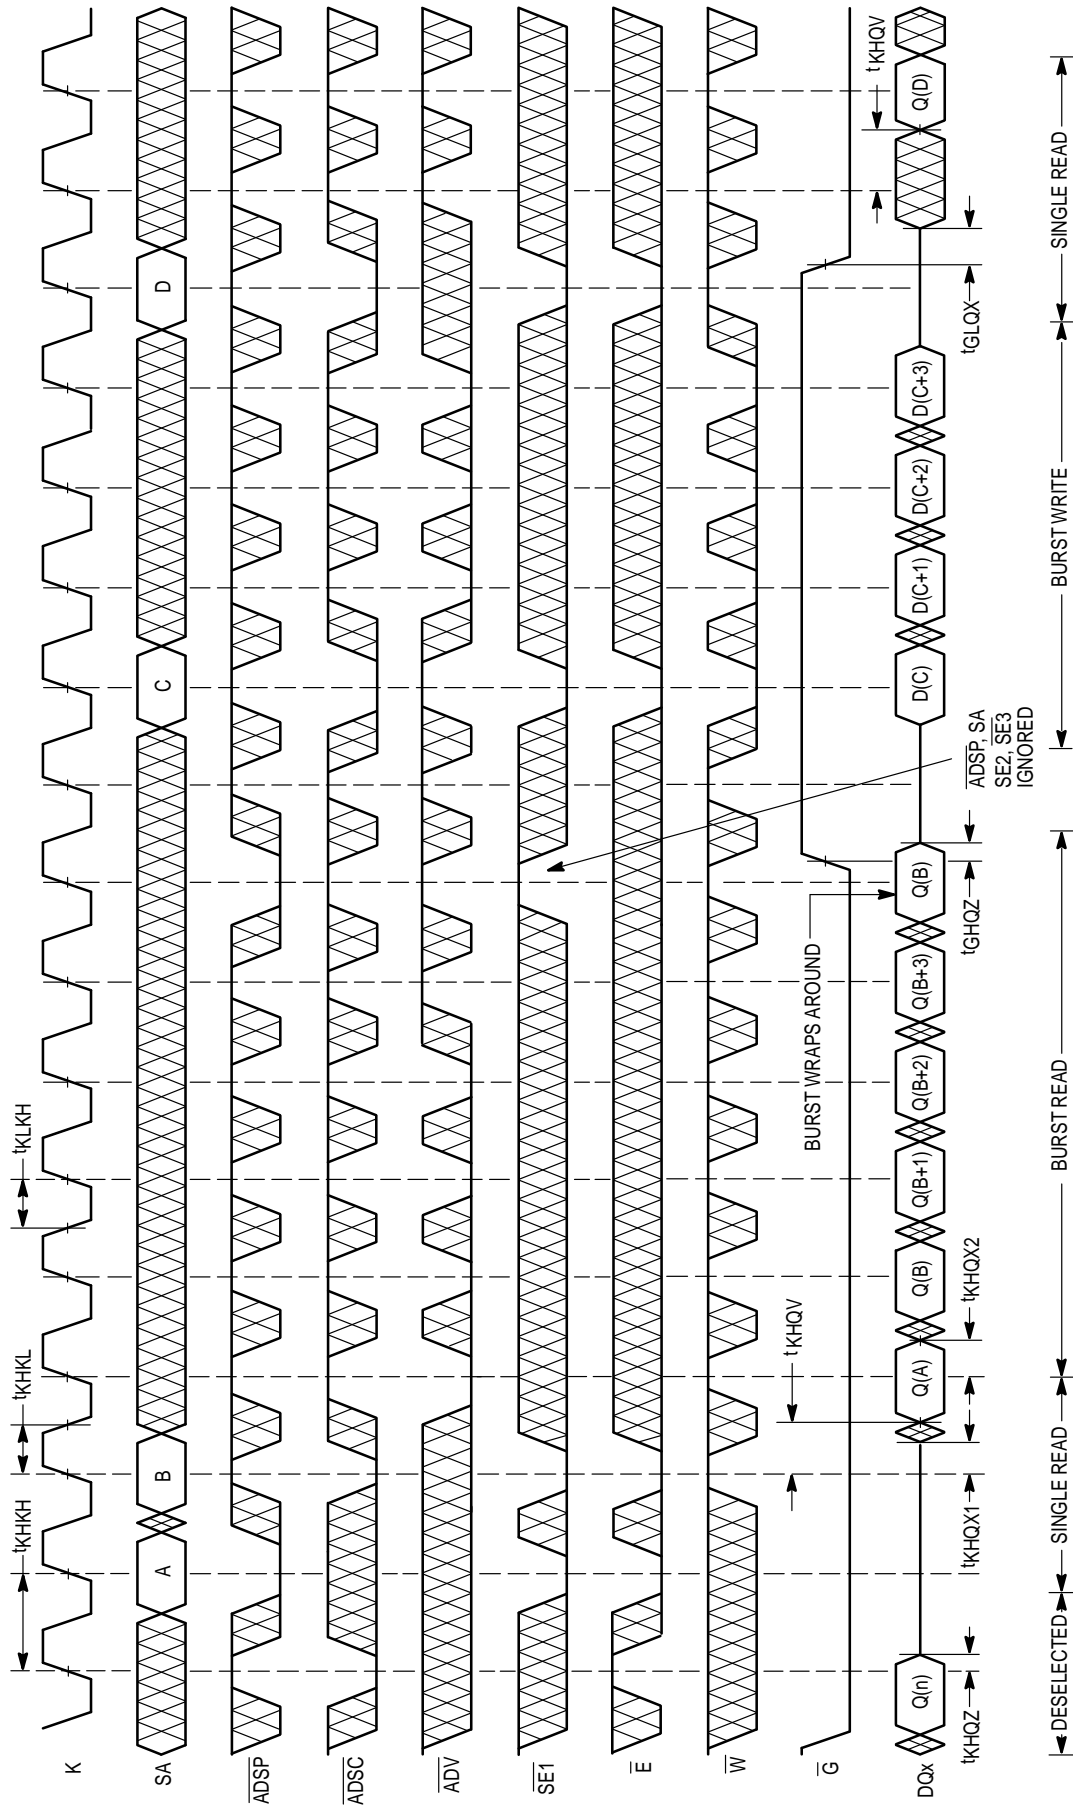 tKHKH
tKHKL
tKLKH
K
SA
A
B
C
D
ADSP
ADSC
ADV
SE1
E
W
G
tKHQV
BURST WRAPS AROUND
ADSP, SA
SE2, SE3
IGNORED
tKHQV
DQx
Q(n)
Q(A)
Q(B)
Q(B+1)
Q(B+2)
Q(B+3)
Q(B)
D(C)
D(C+1)
D(C+2)
D(C+3)
Q(D)
tKHQZ
tKHQX1
tKHQX2
tGHQZ
tGLQX
DESELECTED
SINGLE READ
BURST READ
BURST WRITE
SINGLE READ